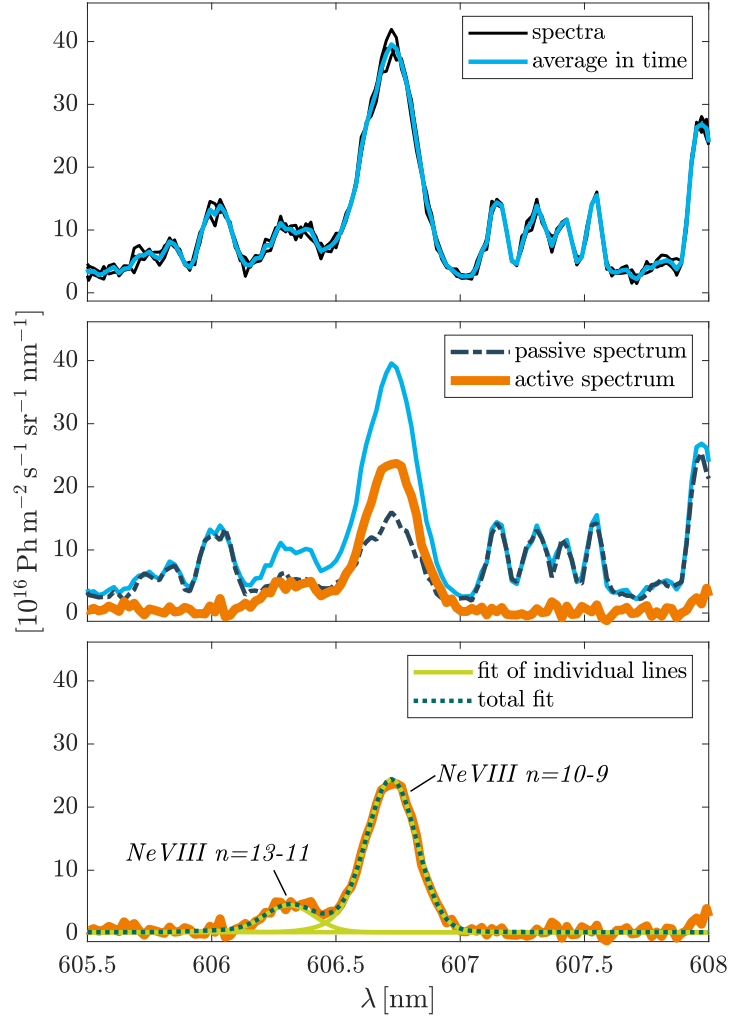 40
30
20
10
0
spectra
average in time
[10¹⁶ Ph m⁻² s⁻¹ sr⁻¹ nm⁻¹]
40
30
20
10
0
passive spectrum
active spectrum
40
30
20
10
0
fit of individual lines
total fit
NeVIII n=10-9
NeVIII n=13-11
605.5 606 606.5 607 607.5 608
λ [nm]